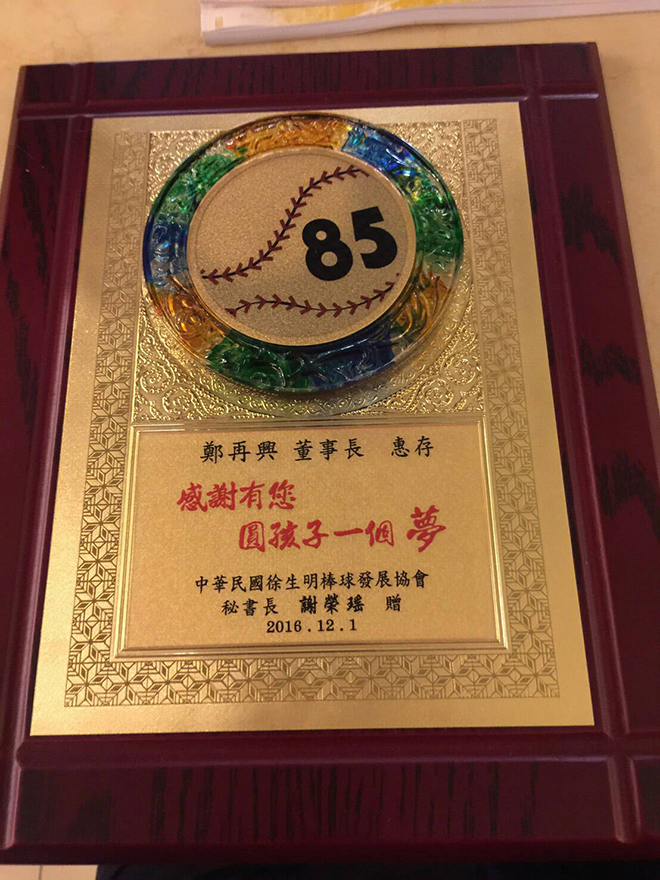 85
鄭再興 董事長 惠存
感謝有您
圓孩子一個夢
中華民國徐生明棒球發展協會
秘書長 謝榮瑤 贈
2016.12.1